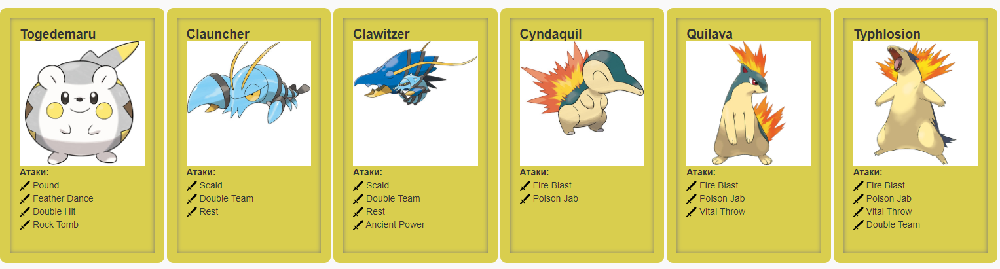 Togedemaru
Атаки:
Pound
Feather Dance
Double Hit
Rock Tomb
Clauncher
Атаки:
Scald
Double Team
Rest
Clawitzer
Атаки:
Scald
Double Team
Rest
Ancient Power
Cyndaquil
Атаки:
Fire Blast
Poison Jab
Quilava
Атаки:
Fire Blast
Poison Jab
Vital Throw
Typhlosion
Атаки:
Fire Blast
Poison Jab
Vital Throw
Double Team